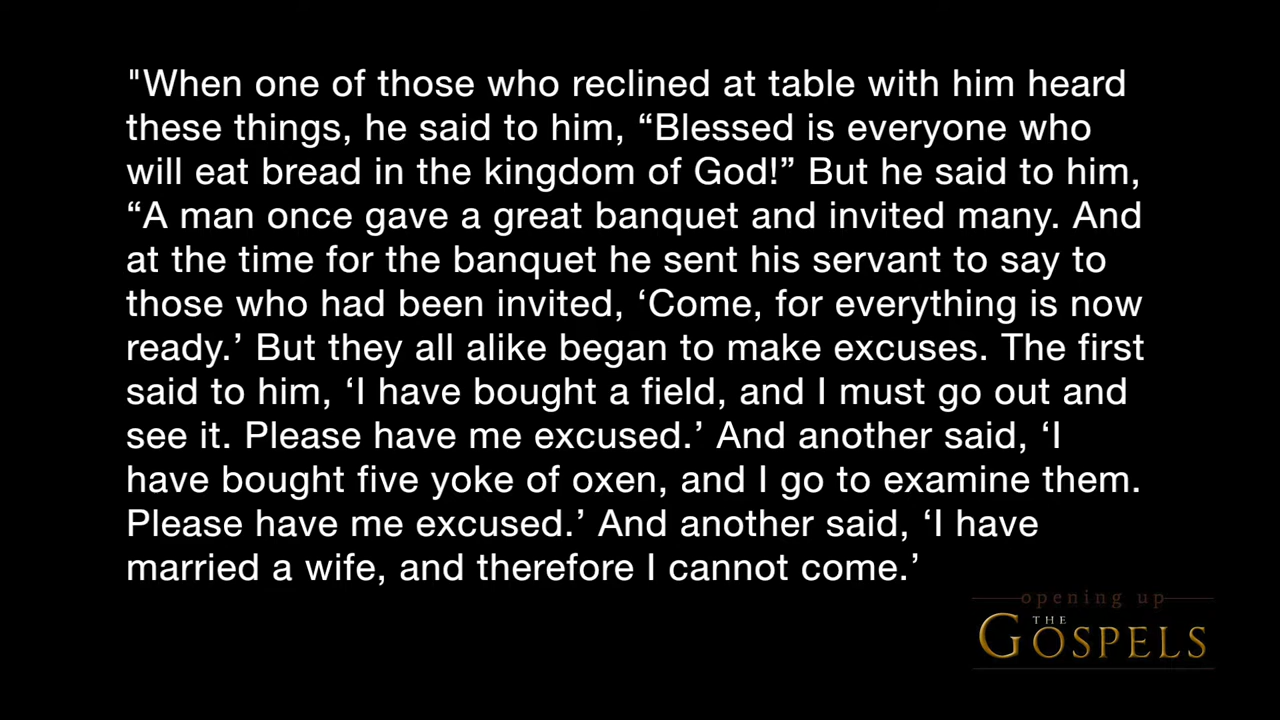 "When one of those who reclined at table with him heard
these things, he said to him, “Blessed is everyone who
will eat bread in the kingdom of God!” But he said to him,
“A man once gave a great banquet and invited many. And
at the time for the banquet he sent his servant to say to
those who had been invited, ‘Come, for everything is now
ready.’ But they all alike began to make excuses. The first
said to him, ‘I have bought a field, and I must go out and
see it. Please have me excused.’ And another said, ‘I
have bought five yoke of oxen, and I go to examine them.
Please have me excused.’ And another said, ‘I have
married a wife, and therefore I cannot come.’
opening up
THE
GOSPELS